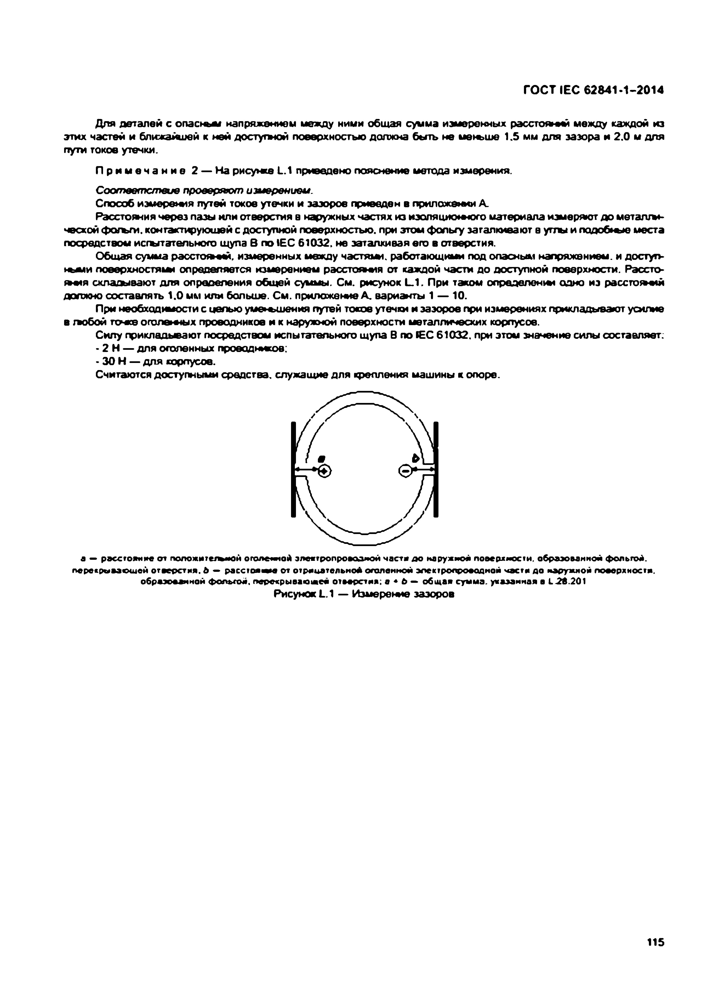 ГОСТ IEC 62841-1-2014
Для деталей с опасным напряжением между ними общая сумма измеренных расстояний между каждой из
этих частей и ближайшей к ней доступной поверхностью должна быть не меньше 1,5 мм для зазора и 2,0 м для
пути токов утечки.
Примечание 2 — На рисунке L.1 приведено пояснение метода измерения.
Соответствие проверяют измерением.
Способ измерения путей токов утечки и зазоров приведен в приложении А.
Расстояния через пазы или отверстия в наружных частях из изоляционного материала измеряют до металли-
ческой фольги, контактирующей с доступной поверхностью, при этом фольгу заталкивают в углы и подобные места
посредством испытательного щупа В по IEC 61032, не заталкивая его в отверстия.
Общая сумма расстояний, измеренных между частями, работающими под опасным напряжением, и доступ-
ными поверхностями определяется измерением расстояния от каждой части до доступной поверхности. Рассто-
яния складывают для определения общей суммы. См. рисунок L.1. При таком определении одно из расстояний
должно составлять 1,0 мм или больше. См. приложение А, варианты 1 — 10.
При необходимости с целью уменьшения путей токов утечки и зазоров при измерениях прикладывают усилие
в любой точке оголенных проводников и к наружной поверхности металлических корпусов.
Силу прикладывают посредством испытательного щупа В по IEC 61032, при этом значение силы составляет:
- 2 Н — для оголенных проводников;
- 30 Н — для корпусов.
Считаются доступными средства, служащие для крепления машины к опоре.
a b
+ −
a — расстояние от положительной оголенной электропроводной части до наружной поверхности, образованной фольгой,
перекрывающей отверстия, b — расстояние от отрицательной оголенной электропроводной части до наружной поверхности,
образованной фольгой, перекрывающей отверстия; a + b — общая сумма, указанная в L.28.201
Рисунок L.1 — Измерение зазоров
115